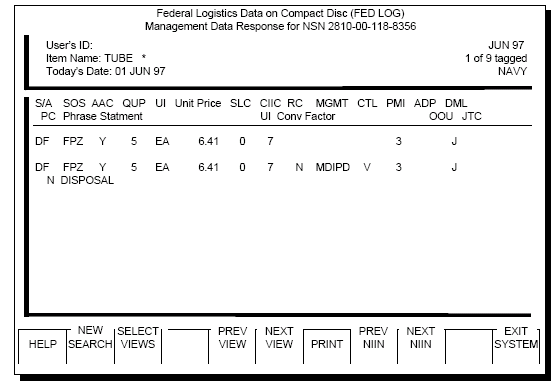 Federal Logistics Data on Compact Disc (FED LOG)
Management Data Response for NSN 2810-00-118-8356
User's ID: JUN 97
Item Name: TUBE * 1 of 9 tagged
Today's Date: 01 JUN 97 NAVY
S/A SOS AAC QUP UI Unit Price SLC CIIC RC MGMT CTL PMI ADP DML
PC Phrase Statment UI Conv Factor OOU JTC
DF FPZ Y 5 EA 6.41 0 7 3 J
DF FPZ Y 5 EA 6.41 0 7 N MDIPD V 3 J
N DISPOSAL
HELP NEW SEARCH SELECT VIEWS PREV VIEW NEXT VIEW PRINT PREV NIIN NEXT NIIN EXIT SYSTEM